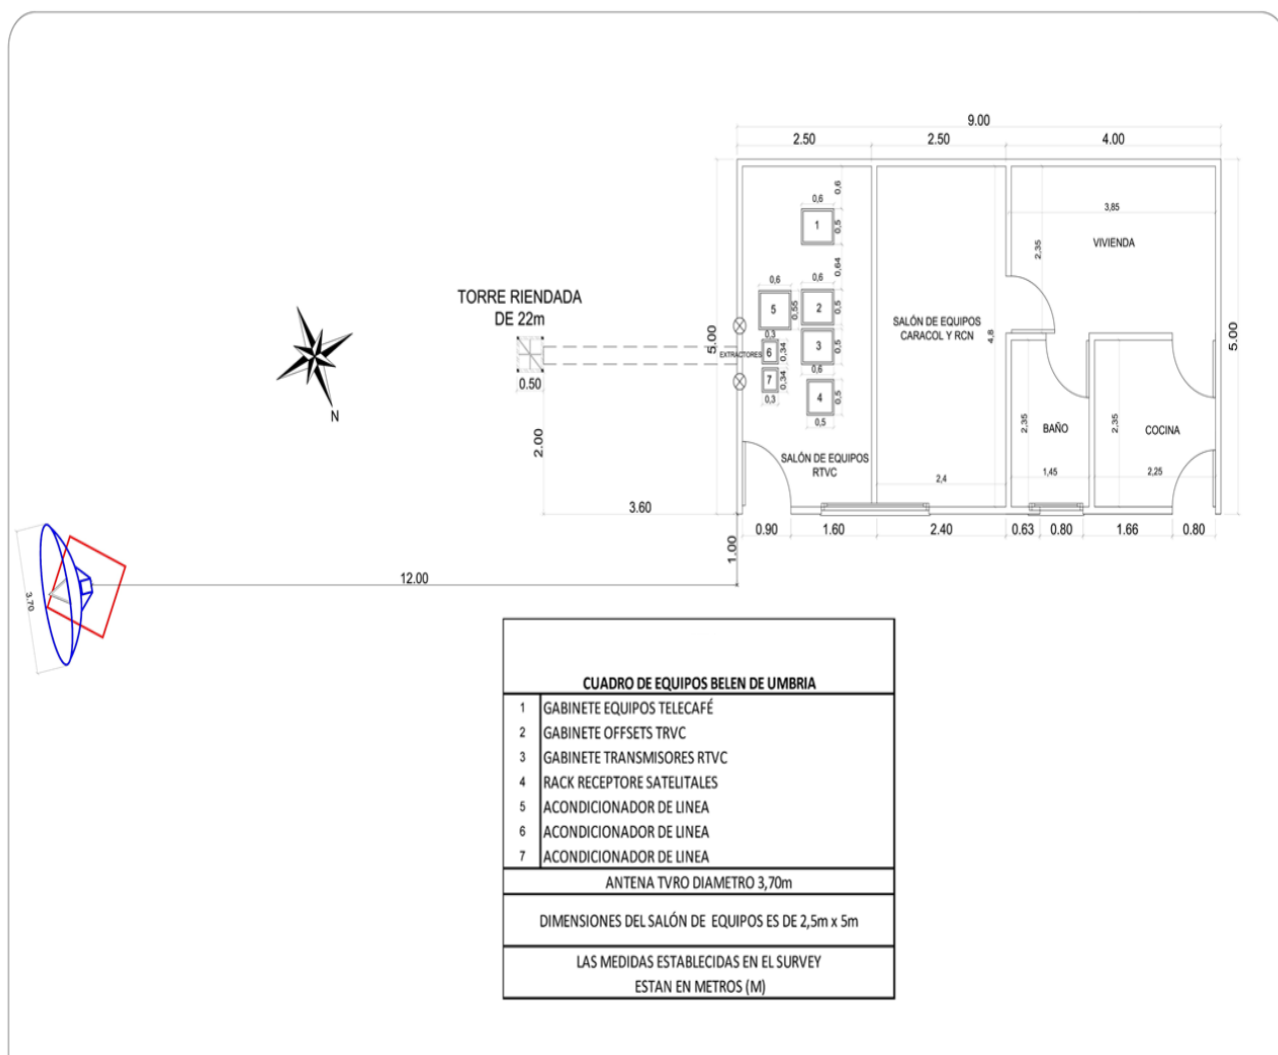 9.00
2.50
2.50
4.00
0,6
0,6
0,5
1
3,85
VIVIENDA
2,35
0,64
0,6
0,6
TORRE RIENDADA
DE 22m
5
0,55
2
0,5
SALÓN DE EQUIPOS
CARACOL Y RCN
4,8
5.00
5.00
0,3
EXTRACTORES
6
0,34
3
0,5
0,6
0.50
7
0,34
0,3
4
0,5
0,5
N
2.00
SALÓN DE EQUIPOS
RTVC
2,35
BAÑO
2,35
COCINA
2,4
1,45
2,25
3.60
0.90
1.60
2.40
0.63
0.80
1.66
0.80
1.00
12.00
3,70
CUADRO DE EQUIPOS BELEN DE UMBRIA
1 GABINETE EQUIPOS TELECAFÉ
2 GABINETE OFFSETS TRVC
3 GABINETE TRANSMISORES RTVC
4 RACK RECEPTORE SATELITALES
5 ACONDICIONADOR DE LINEA
6 ACONDICIONADOR DE LINEA
7 ACONDICIONADOR DE LINEA
ANTENA TVRO DIAMETRO 3,70m
DIMENSIONES DEL SALÓN DE EQUIPOS ES DE 2,5m x 5m
LAS MEDIDAS ESTABLECIDAS EN EL SURVEY
ESTAN EN METROS (M)